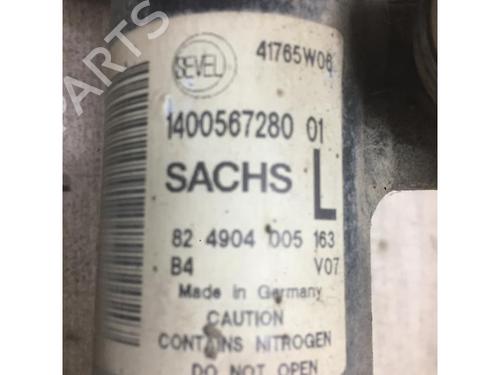 PARTS
SEVEL
41765W06
1400567280 01
SACHS L
82 4904 005 163
B4 V07
Made in Germany
CAUTION
CONTAINS NITROGEN
DO NOT OPEN